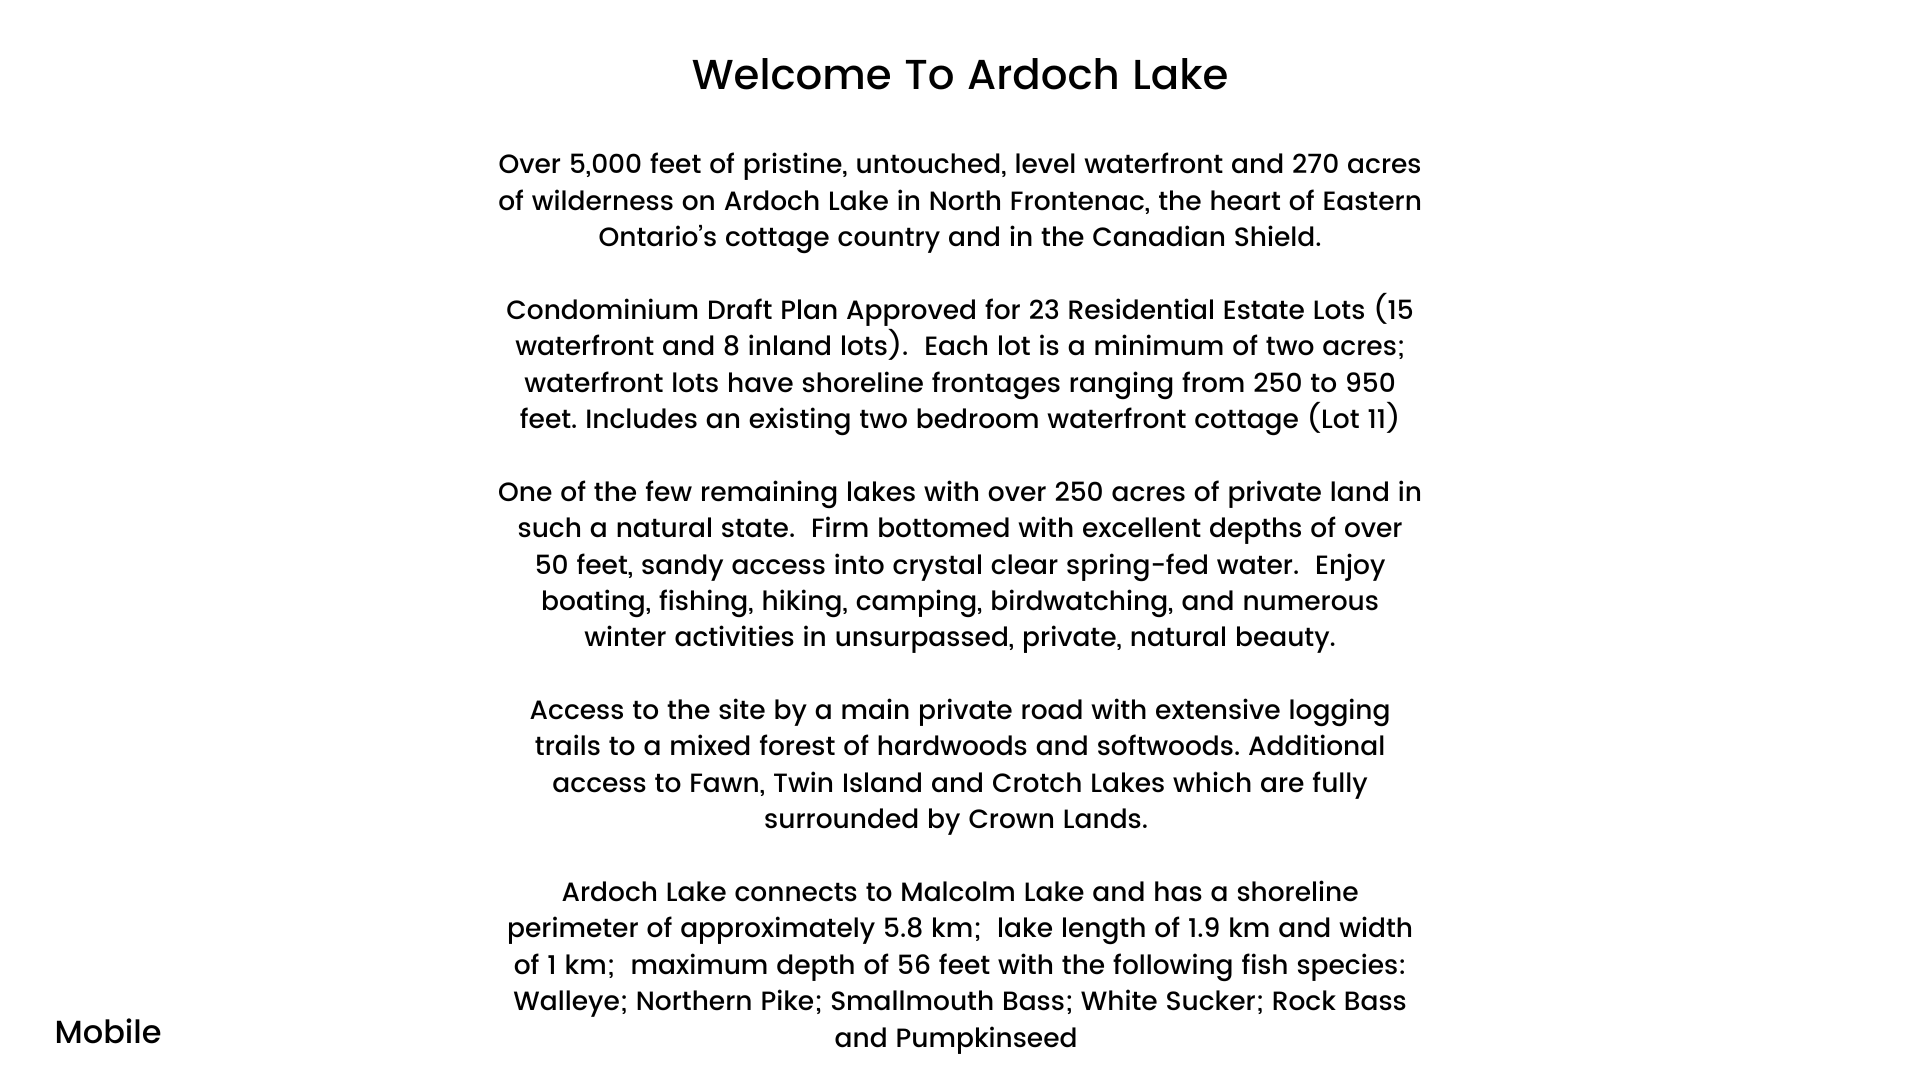 Welcome To Ardoch Lake
Over 5,000 feet of pristine, untouched, level waterfront and 270 acres
of wilderness on Ardoch Lake in North Frontenac, the heart of Eastern
Ontario's cottage country and in the Canadian Shield.
Condominium Draft Plan Approved for 23 Residential Estate Lots (15
waterfront and 8 inland lots).  Each lot is a minimum of two acres;
waterfront lots have shoreline frontages ranging from 250 to 950
feet. Includes an existing two bedroom waterfront cottage (Lot 11)
One of the few remaining lakes with over 250 acres of private land in
such a natural state.  Firm bottomed with excellent depths of over
50 feet, sandy access into crystal clear spring-fed water.  Enjoy
boating, fishing, hiking, camping, birdwatching, and numerous
winter activities in unsurpassed, private, natural beauty.
Access to the site by a main private road with extensive logging
trails to a mixed forest of hardwoods and softwoods. Additional
access to Fawn, Twin Island and Crotch Lakes which are fully
surrounded by Crown Lands.
Ardoch Lake connects to Malcolm Lake and has a shoreline
perimeter of approximately 5.8 km;  lake length of 1.9 km and width
of 1 km;  maximum depth of 56 feet with the following fish species:
Walleye; Northern Pike; Smallmouth Bass; White Sucker; Rock Bass
and Pumpkinseed
Mobile